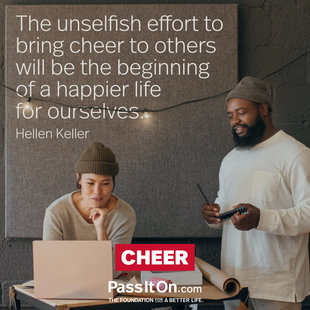 The unselfish effort to
bring cheer to others
will be the beginning
of a happier life
for ourselves.
Hellen Keller
CHEER
PassItOn.com
THE FOUNDATION FOR A BETTER LIFE.